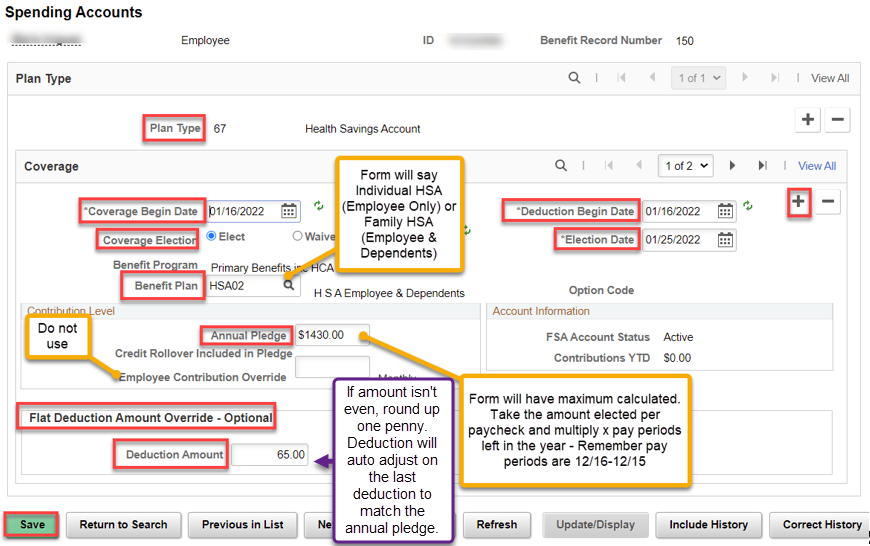 Spending Accounts
Employee ID Benefit Record Number 150
Plan Type 1 of 1 View All
Plan Type 67 Health Savings Account
Coverage 1 of 2 View All
Form will say
Individual HSA
(Employee Only) or
Family HSA
(Employee &
Dependents)
*Coverage Begin Date 01/16/2022 *Deduction Begin Date 01/16/2022
Coverage Election Elect Waive *Election Date 01/25/2022
Benefit Program Primary Benefits inc HCA
Benefit Plan HSA02 H S A Employee & Dependents Option Code
Contribution Level Account Information
Do not
use
Annual Pledge $1430.00 FSA Account Status Active
Credit Rollover Included in Pledge Contributions YTD $0.00
Employee Contribution Override Monthly
If amount isn't
even, round up
one penny.
Deduction will
auto adjust on
the last
deduction to
match the
annual pledge.
Form will have maximum calculated.
Take the amount elected per
paycheck and multiply x pay periods
left in the year - Remember pay
periods are 12/16-12/15
Flat Deduction Amount Override - Optional
Deduction Amount 65.00
Save Return to Search Previous in List Refresh Update/Display Include History Correct History